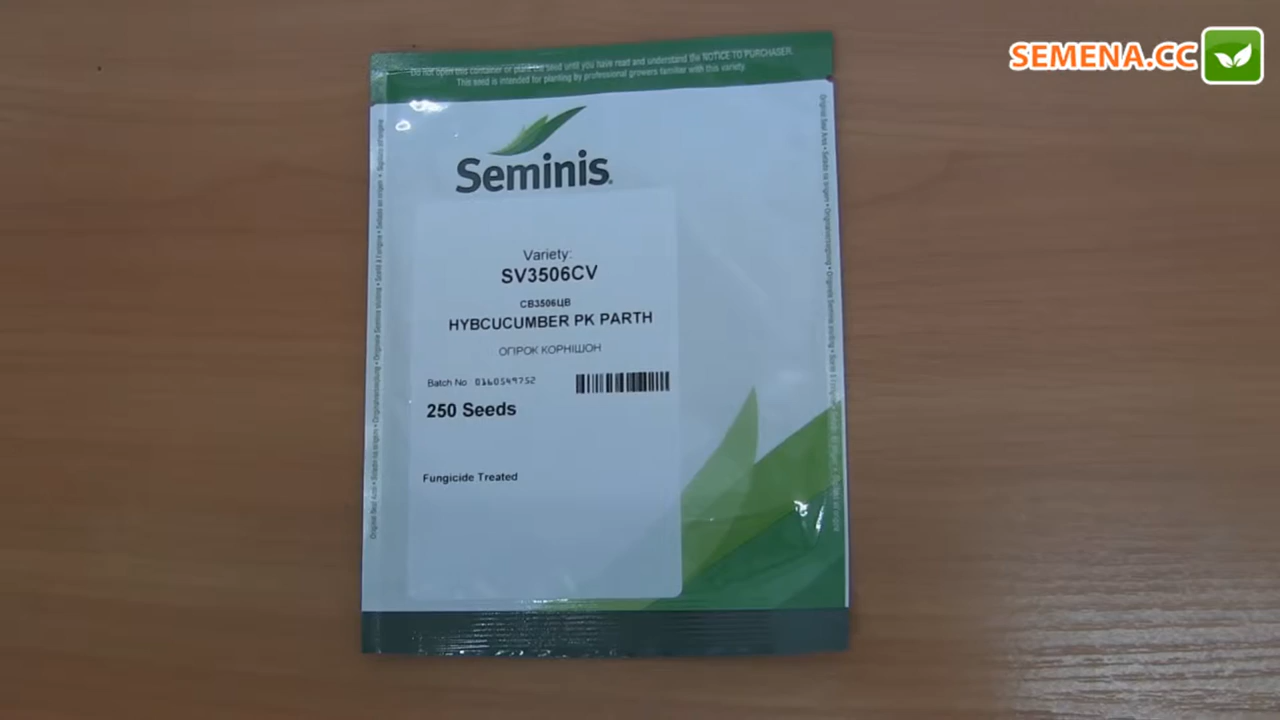 SEMENA.CC
Do not open this container or plant the seed until you have read and understand the NOTICE TO PURCHASER.
This seed is intended for planting by professional growers familiar with this variety.
Seminis
Variety:
SV3506CV
СВ3506ЦВ
HYBCUCUMBER PK PARTH
ОГІРОК КОРНІШОН
Batch No 0160549752
250 Seeds
Fungicide Treated